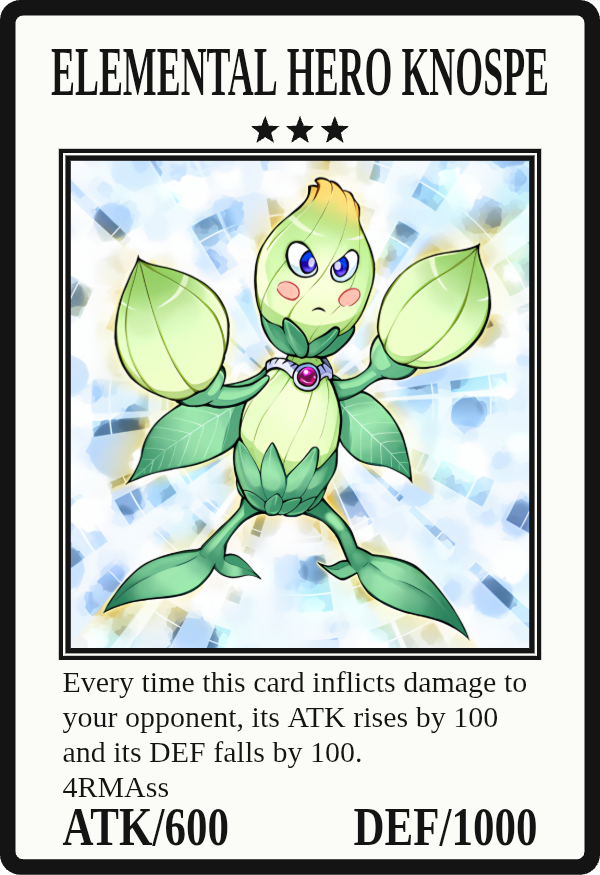 ELEMENTAL HERO KNOSPE
Every time this card inflicts damage to
your opponent, its ATK rises by 100
and its DEF falls by 100.
4RMAss
ATK/600 DEF/1000